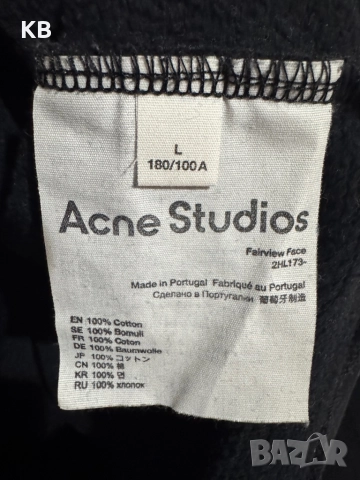 KB
L
180/100A
Acne Studios
Fairview Face
2HL173-
Made in Portugal Fabriqué au Portugal
Сделано в Португалии 葡萄牙制造
EN 100% Cotton
SE 100% Bomull
FR 100% Coton
DE 100% Baumwolle
JP 100% コットン
CN 100% 棉
KR 100% 면
RU 100% хлопок
BAZAR